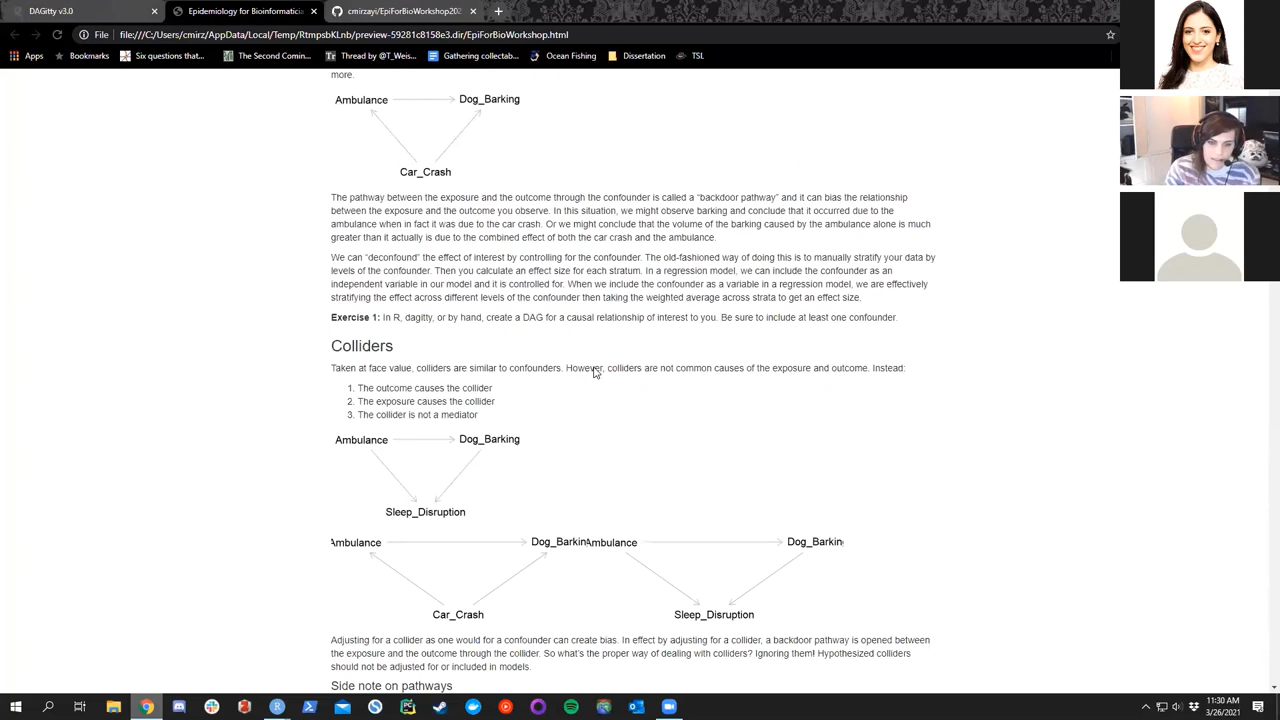 DAGitty v3.0
Epidemiology for Bioinformatici
cmirzay/EpiforBioWorkshop202
File
file:///C:/Users/cmirz/AppData/Local/Temp/RtmpsbKLnb/preview-59281c8158e3.dir/EpiForBioWorkshop.html
Apps Bookmarks Six questions that... The Second Comin... Thread by @T_Weis... Gathering collectab... Ocean Fishing Dissertation TSL
more.
Ambulance Dog_Barking
Car_Crash
The pathway between the exposure and the outcome through the confounder is called a “backdoor pathway” and it can bias the relationship
between the exposure and the outcome you observe. In this situation, we might observe barking and conclude that it occurred due to the
ambulance when in fact it was due to the car crash. Or we might conclude that the volume of the barking caused by the ambulance alone is much
greater than it actually is due to the combined effect of both the car crash and the ambulance.
We can “deconfound” the effect of interest by controlling for the confounder. The old-fashioned way of doing this is to manually stratify your data by
levels of the confounder. Then you calculate an effect size for each stratum. In a regression model, we can include the confounder as an
independent variable in our model and it is controlled for. When we include the confounder as a variable in a regression model, we are effectively
stratifying the effect across different levels of the confounder then taking the weighted average across strata to get an effect size.
Exercise 1: In R, dagitty, or by hand, create a DAG for a causal relationship of interest to you. Be sure to include at least one confounder.
Colliders
Taken at face value, colliders are similar to confounders. However, colliders are not common causes of the exposure and outcome. Instead:
1. The outcome causes the collider
2. The exposure causes the collider
3. The collider is not a mediator
Ambulance Dog_Barking
Sleep_Disruption
Ambulance Dog_Barkin Ambulance Dog_Barkin
Car_Crash Sleep_Disruption
Adjusting for a collider as one would for a confounder can create bias. In effect by adjusting for a collider, a backdoor pathway is opened between
the exposure and the outcome through the collider. So what's the proper way of dealing with colliders? Ignoring them! Hypothesized colliders
should not be adjusted for or included in models.
Side note on pathways
11:30 AM
3/26/2021